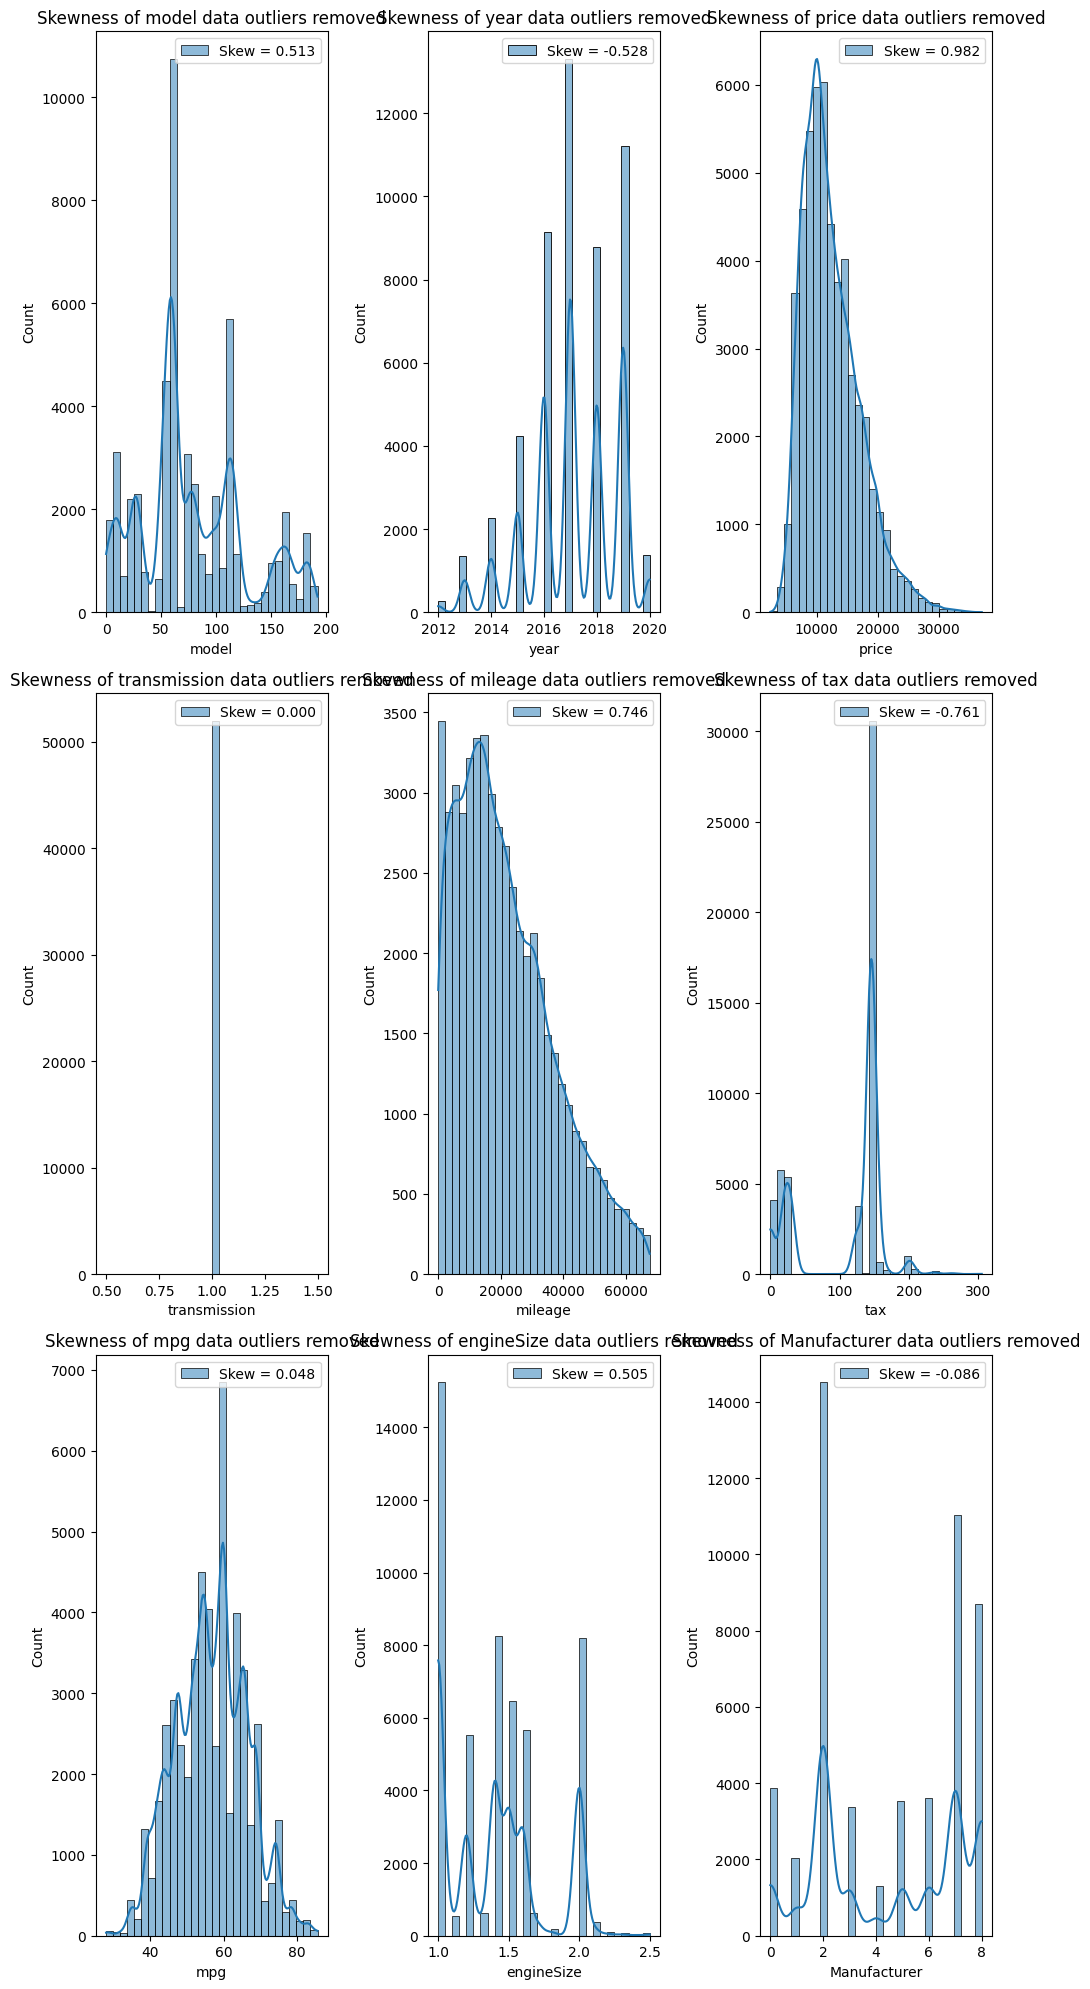 Skewness of model data outliers removed
Skew = 0.513
10000
8000
6000
4000
2000
0
Count
0 50 100 150 200
model
Skewness of year data outliers removed
Skew = -0.528
12000
10000
8000
6000
4000
2000
0
Count
2012 2014 2016 2018 2020
year
Skewness of price data outliers removed
Skew = 0.982
6000
5000
4000
3000
2000
1000
0
Count
10000 20000 30000
price
Skewness of transmission data outliers removed
Skew = 0.000
50000
40000
30000
20000
10000
0
Count
0.50 0.75 1.00 1.25 1.50
transmission
Skewness of mileage data outliers removed
Skew = 0.746
3500
3000
2500
2000
1500
1000
500
0
Count
0 20000 40000 60000
mileage
Skewness of tax data outliers removed
Skew = -0.761
30000
25000
20000
15000
10000
5000
0
Count
0 100 200 300
tax
Skewness of mpg data outliers removed
Skew = 0.048
7000
6000
5000
4000
3000
2000
1000
0
Count
40 60 80
mpg
Skewness of engineSize data outliers removed
Skew = 0.505
14000
12000
10000
8000
6000
4000
2000
0
Count
1.0 1.5 2.0 2.5
engineSize
Skewness of Manufacturer data outliers removed
Skew = -0.086
14000
12000
10000
8000
6000
4000
2000
0
Count
0 2 4 6 8
Manufacturer